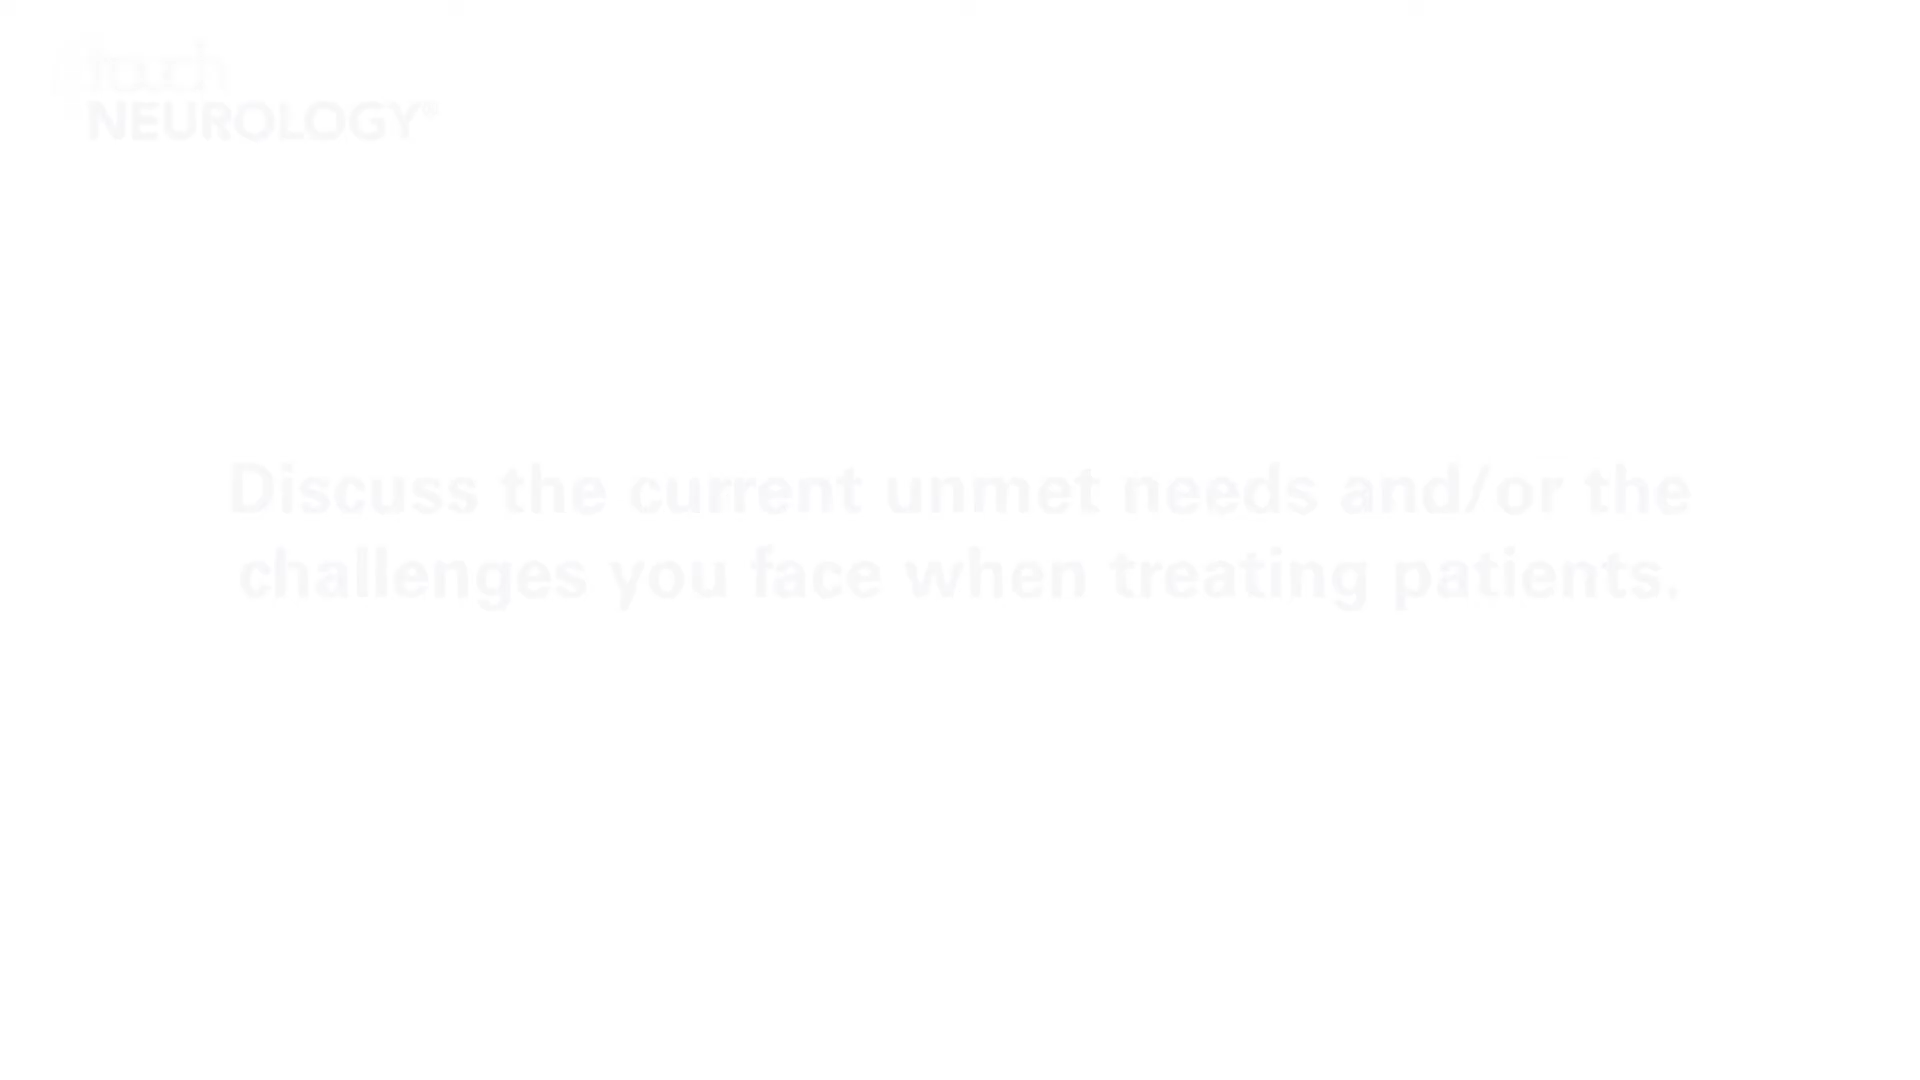 touch
NEUROLOGY®
Discuss the current unmet needs and/or the
challenges you face when treating patients.